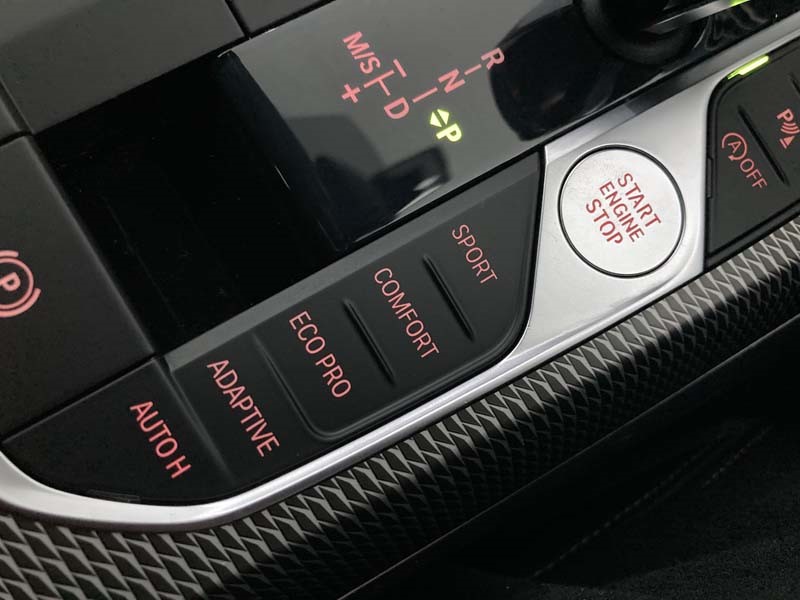 R
N
P
D
M/S
−
+
START
ENGINE
STOP
P
A OFF
SPORT
COMFORT
ECO PRO
ADAPTIVE
AUTO H
P